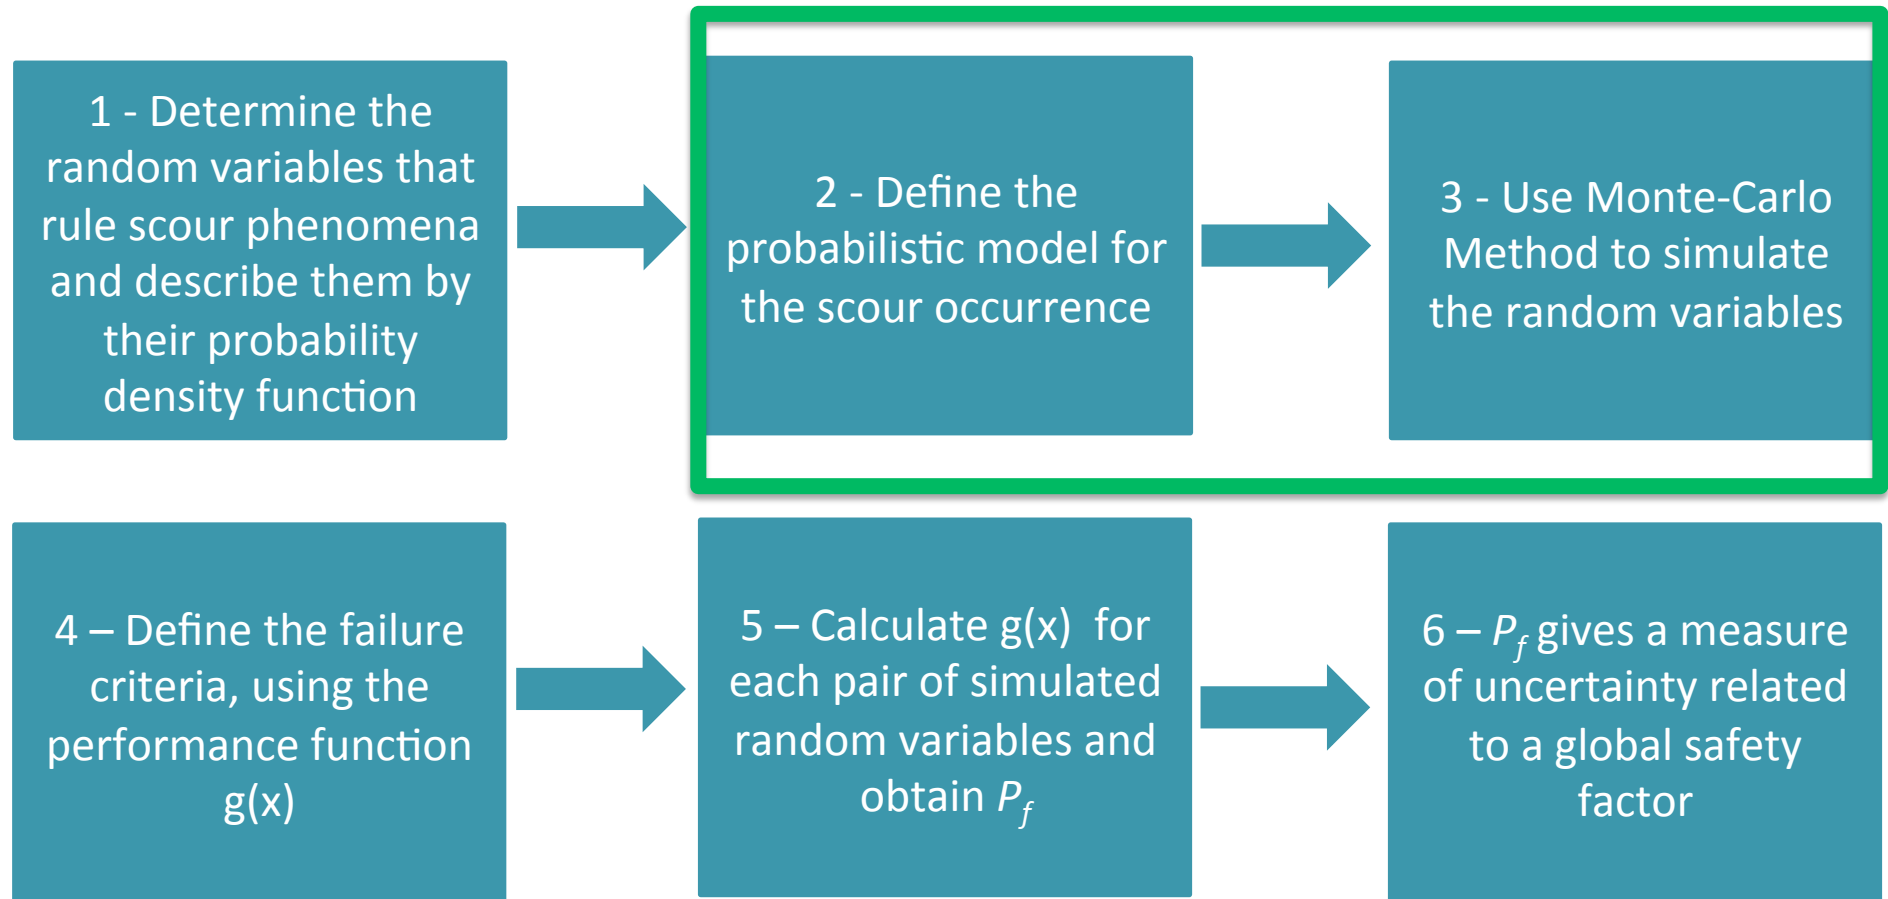 1 - Determine the
random variables that
rule scour phenomena
and describe them by
their probability
density function
2 - Define the
probabilistic model for
the scour occurrence
3 - Use Monte-Carlo
Method to simulate
the random variables
4 – Define the failure
criteria, using the
performance function
g(x)
5 – Calculate g(x) for
each pair of simulated
random variables and
obtain P_f
6 – P_f gives a measure
of uncertainty related
to a global safety
factor